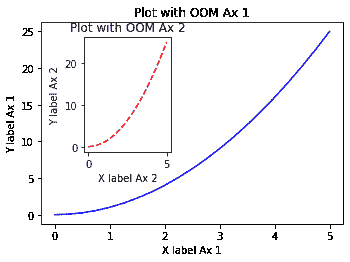 Plot with OOM Ax 1
Plot with OOM Ax 2
25
20
15
10
5
0
Y label Ax 1
20
10
0
Y label Ax 2
0 5
X label Ax 2
0 1 2 3 4 5
X label Ax 1